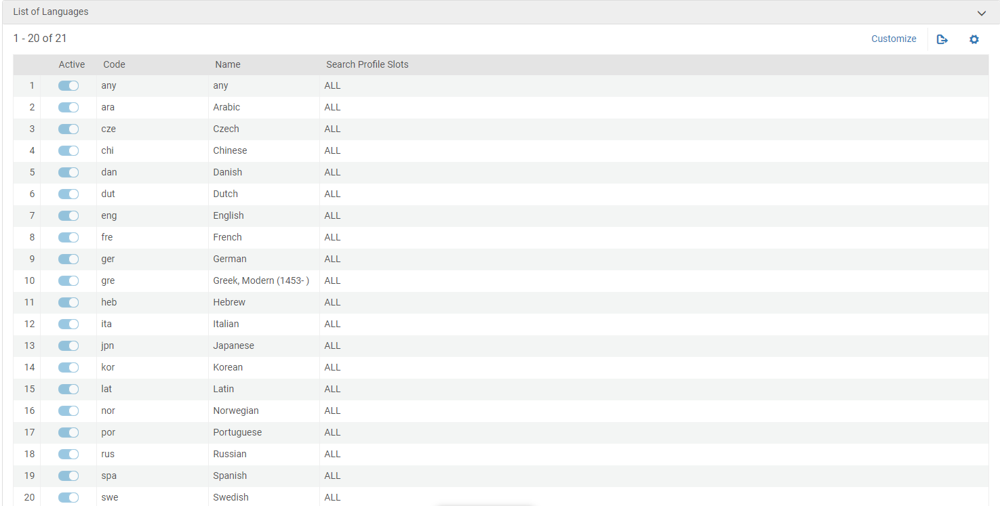 List of Languages
1 - 20 of 21 Customize
Active Code Name Search Profile Slots
1 any any ALL
2 ara Arabic ALL
3 cze Czech ALL
4 chi Chinese ALL
5 dan Danish ALL
6 dut Dutch ALL
7 eng English ALL
8 fre French ALL
9 ger German ALL
10 gre Greek, Modern (1453- ) ALL
11 heb Hebrew ALL
12 ita Italian ALL
13 jpn Japanese ALL
14 kor Korean ALL
15 lat Latin ALL
16 nor Norwegian ALL
17 por Portuguese ALL
18 rus Russian ALL
19 spa Spanish ALL
20 swe Swedish ALL